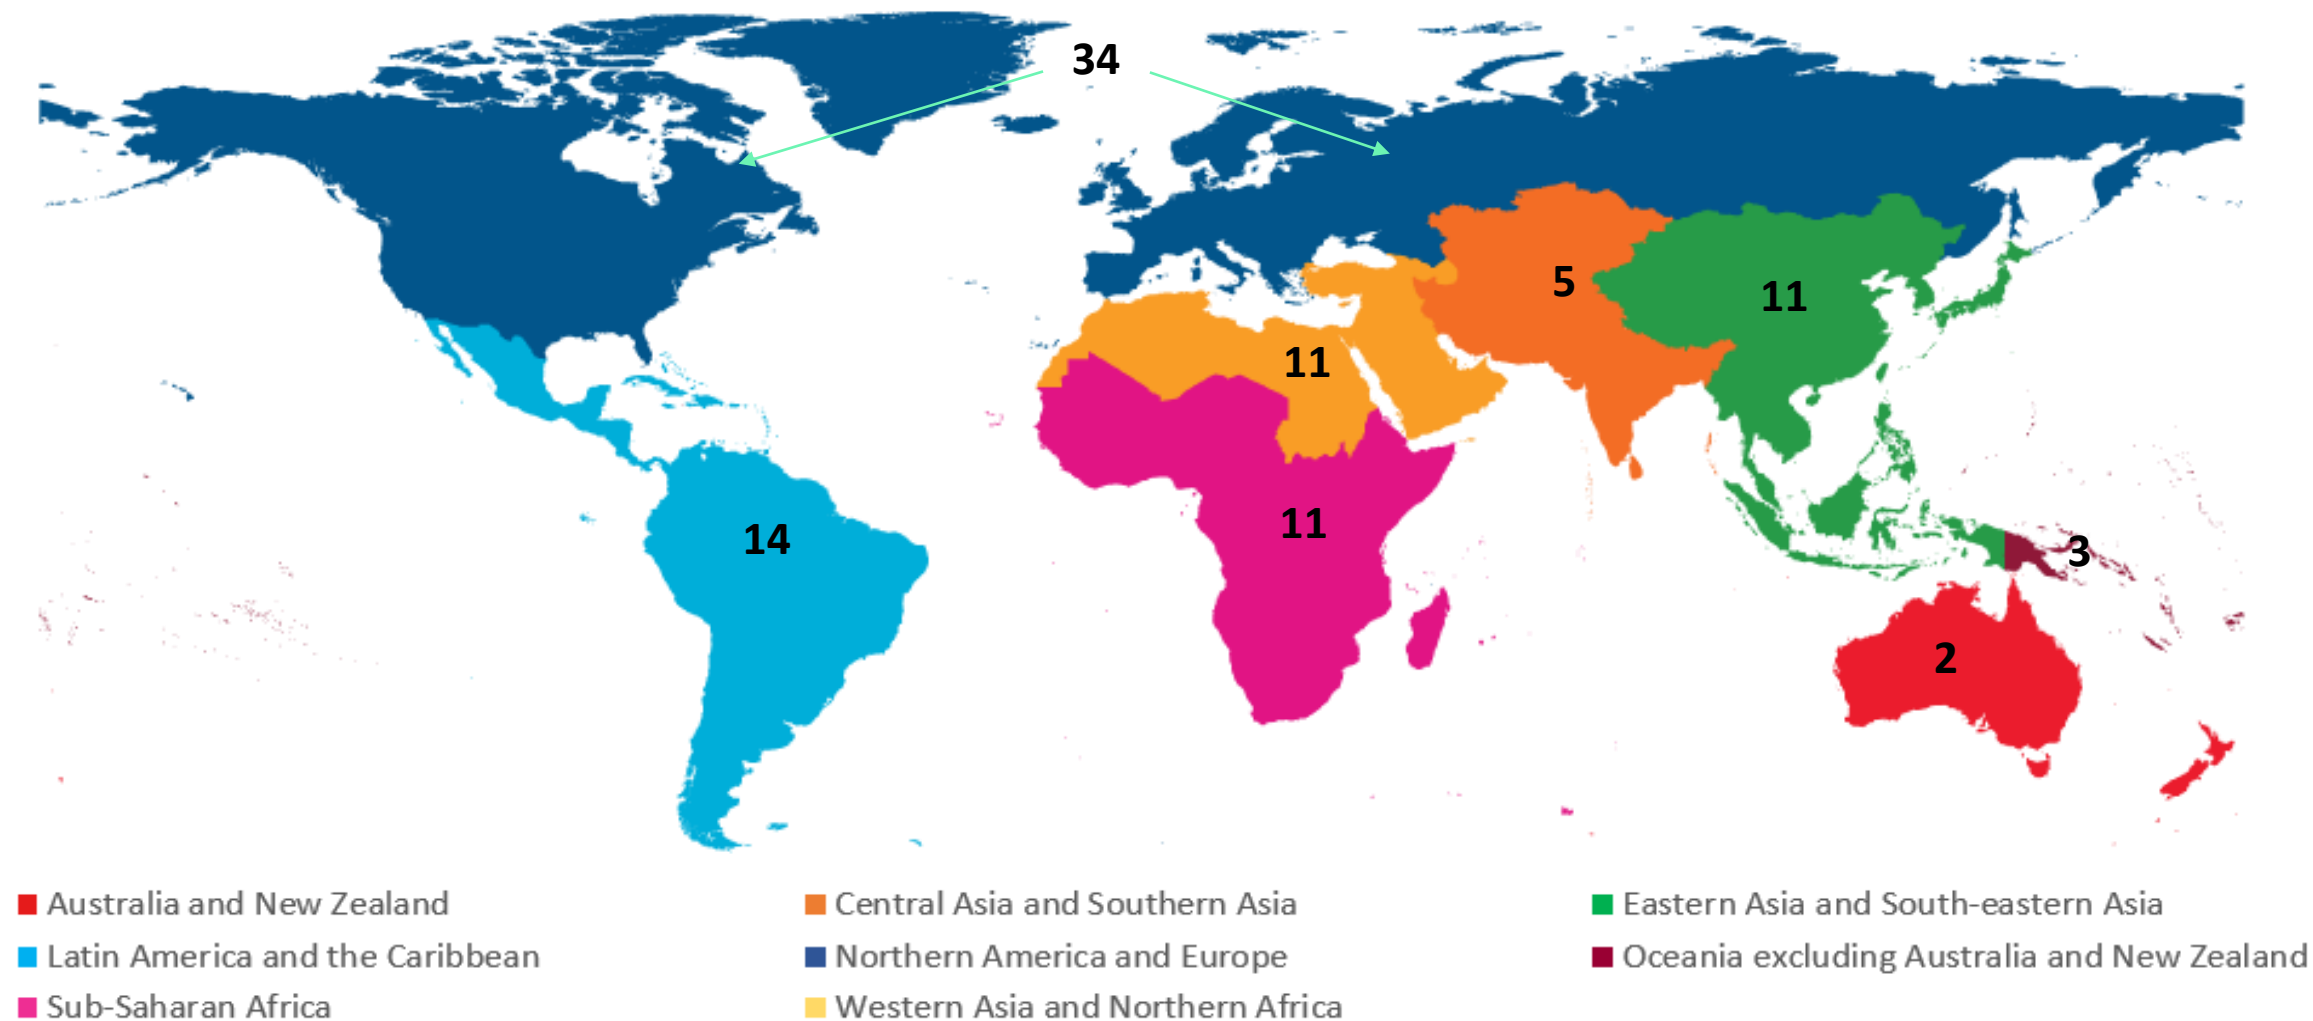 34
5
11
11
14
11
3
2
Australia and New Zealand
Central Asia and Southern Asia
Eastern Asia and South-eastern Asia
Latin America and the Caribbean
Northern America and Europe
Oceania excluding Australia and New Zealand
Sub-Saharan Africa
Western Asia and Northern Africa